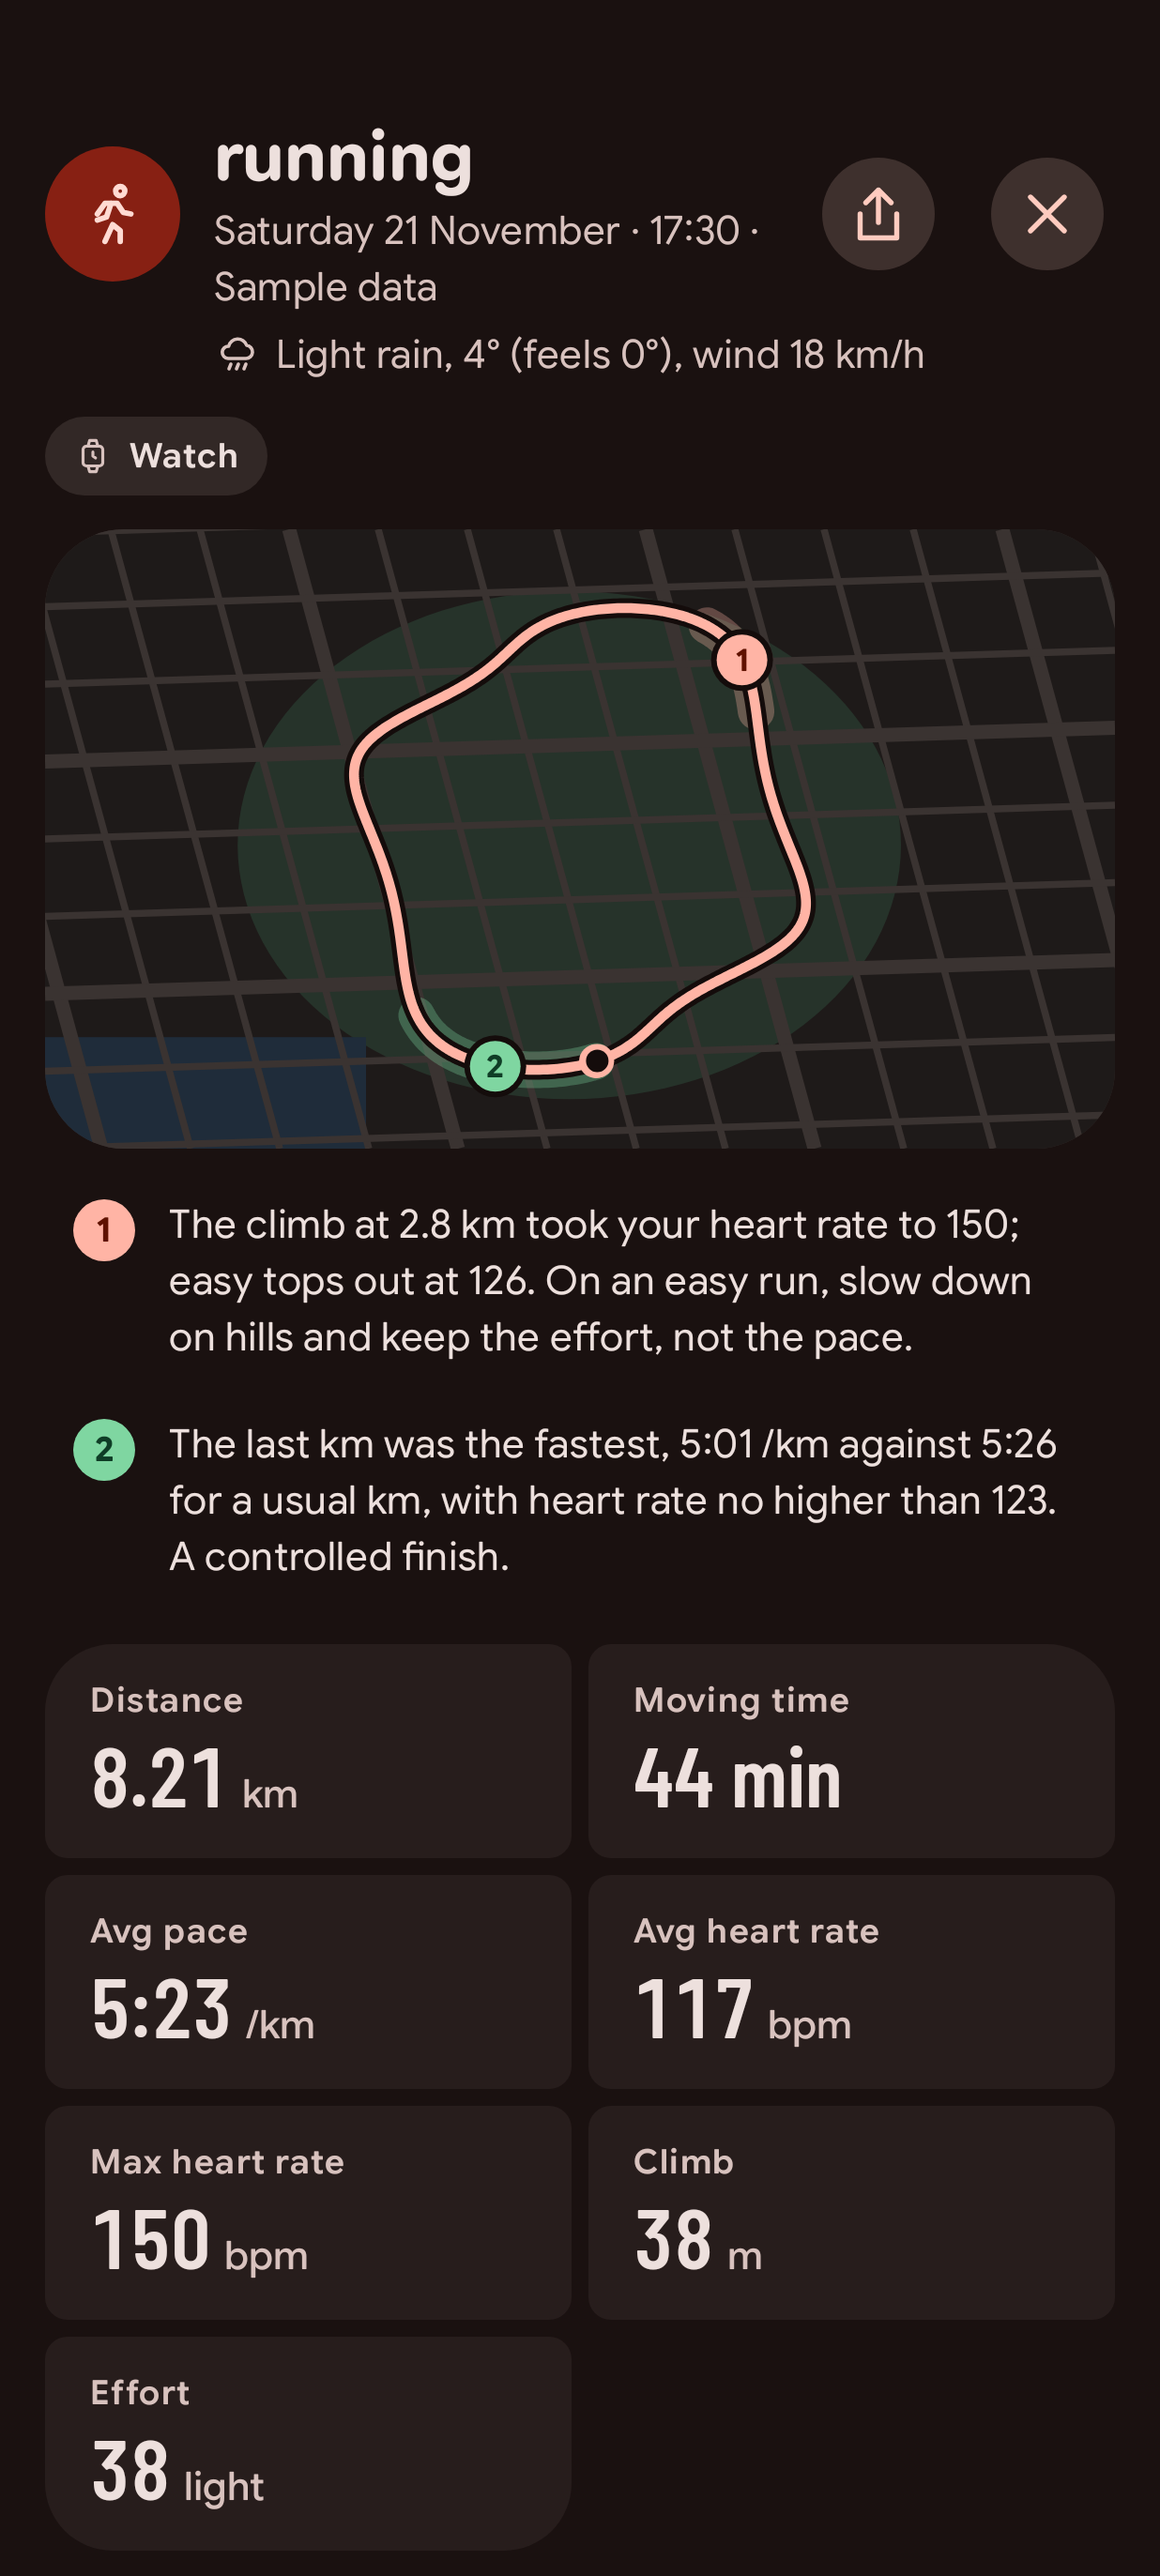 running
Saturday 21 November · 17:30 ·
Sample data
Light rain, 4° (feels 0°), wind 18 km/h
Watch
1
2
1 The climb at 2.8 km took your heart rate to 150;
easy tops out at 126. On an easy run, slow down
on hills and keep the effort, not the pace.
2 The last km was the fastest, 5:01 /km against 5:26
for a usual km, with heart rate no higher than 123.
A controlled finish.
Distance
8.21 km
Moving time
44 min
Avg pace
5:23 /km
Avg heart rate
117 bpm
Max heart rate
150 bpm
Climb
38 m
Effort
38 light